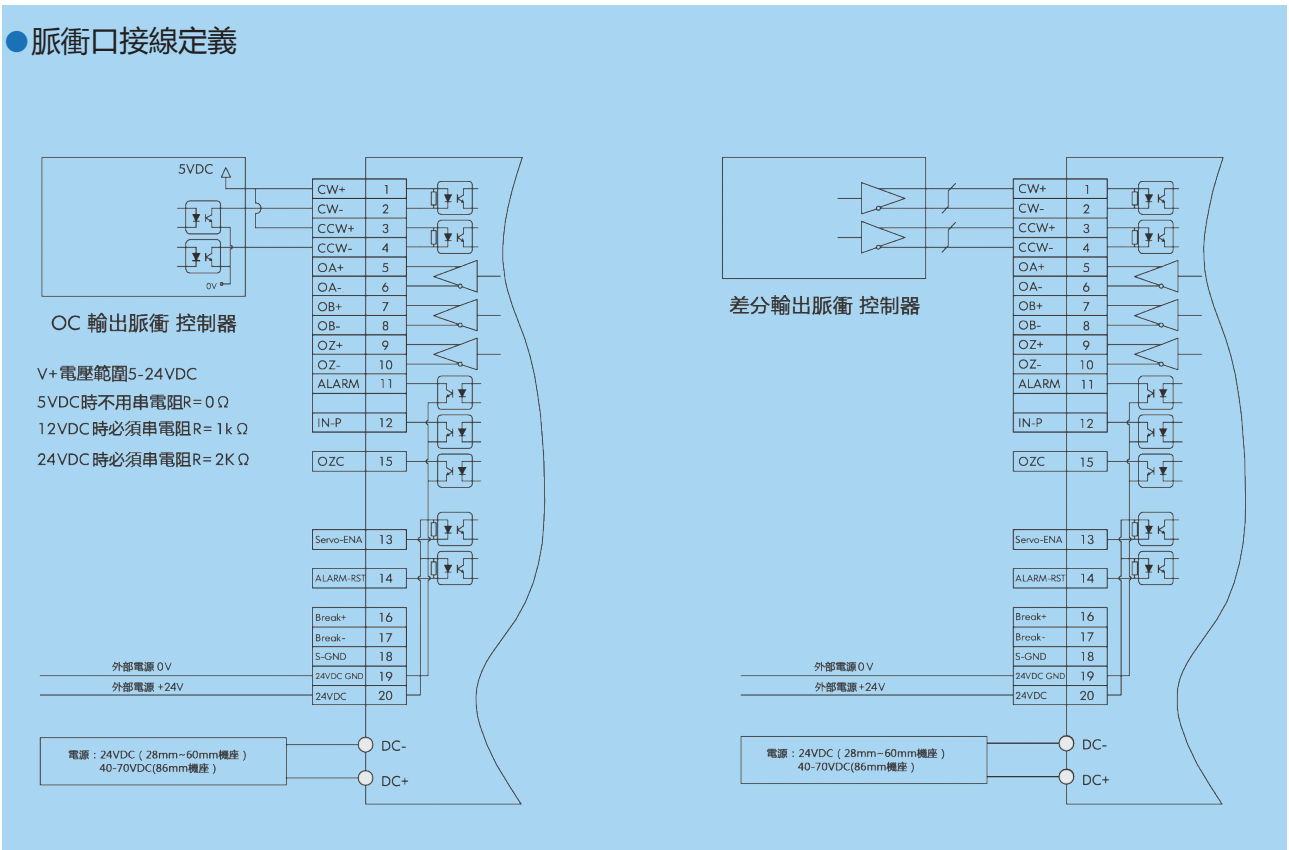 ●脈衝口接線定義
5VDC
0V
OC 輸出脈衝 控制器
V+電壓範圍5-24VDC
5VDC時不用串電阻R=0Ω
12VDC時必須串電阻R=1kΩ
24VDC時必須串電阻R=2KΩ
CW+ 1
CW- 2
CCW+ 3
CCW- 4
OA+ 5
OA- 6
OB+ 7
OB- 8
OZ+ 9
OZ- 10
ALARM 11
IN-P 12
OZC 15
Servo-ENA 13
ALARM-RST 14
Break+ 16
Break- 17
S-GND 18
24VDC GND 19
24VDC 20
外部電源 0V
外部電源 +24V
電源：24VDC（28mm~60mm機座）
40-70VDC(86mm機座）
DC-
DC+
差分輸出脈衝 控制器
CW+ 1
CW- 2
CCW+ 3
CCW- 4
OA+ 5
OA- 6
OB+ 7
OB- 8
OZ+ 9
OZ- 10
ALARM 11
IN-P 12
OZC 15
Servo-ENA 13
ALARM-RST 14
Break+ 16
Break- 17
S-GND 18
24VDC GND 19
24VDC 20
外部電源0V
外部電源+24V
電源：24VDC（28mm~60mm機座）
40-70VDC(86mm機座）
DC-
DC+